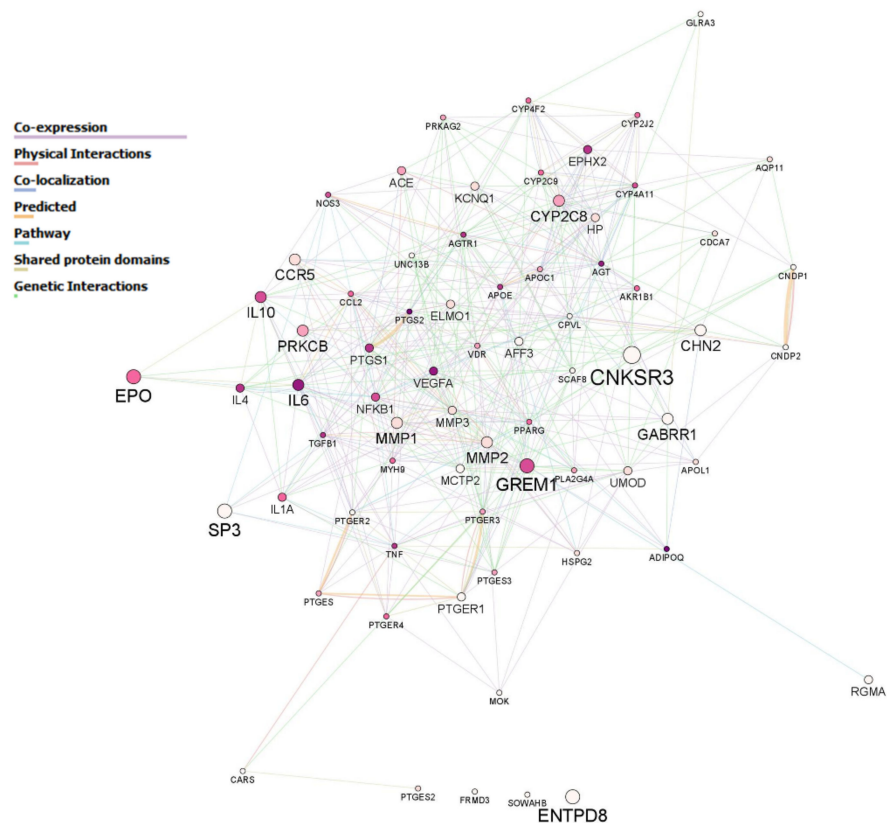 Co-expression
Physical Interactions
Co-localization
Predicted
Pathway
Shared protein domains
Genetic Interactions
GLRA3
CYP4F2
PRKAG2
CYP2J2
EPHX2
AQP11
ACE
CYP2C9
KCNQ1
CYP4A11
NOS3
CYP2C8
HP
AGTR1
CDCA7
UNC13B
CCR5
APOC1
AGT
CNDP1
CCL2
APOE
AKR1B1
IL10
PTGS2
ELMO1
CPVL
PRKCB
CHN2
PTGS1
VDR
AFF3
CNDP2
CNKSR3
VEGFA
SCAF8
EPO
IL4
IL6
NFKB1
MMP3
PPARG
GABRR1
MMP1
TGFB1
MMP2
MYH9
MCTP2
GREM1
PLA2G4A
UMOD
APOL1
IL1A
SP3
PTGER2
PTGER3
TNF
HSPG2
ADIPOQ
PTGES3
PTGES
PTGER1
PTGER4
RGMA
MOK
CARS
PTGES2
FRMD3
SOWAHB
ENTPD8